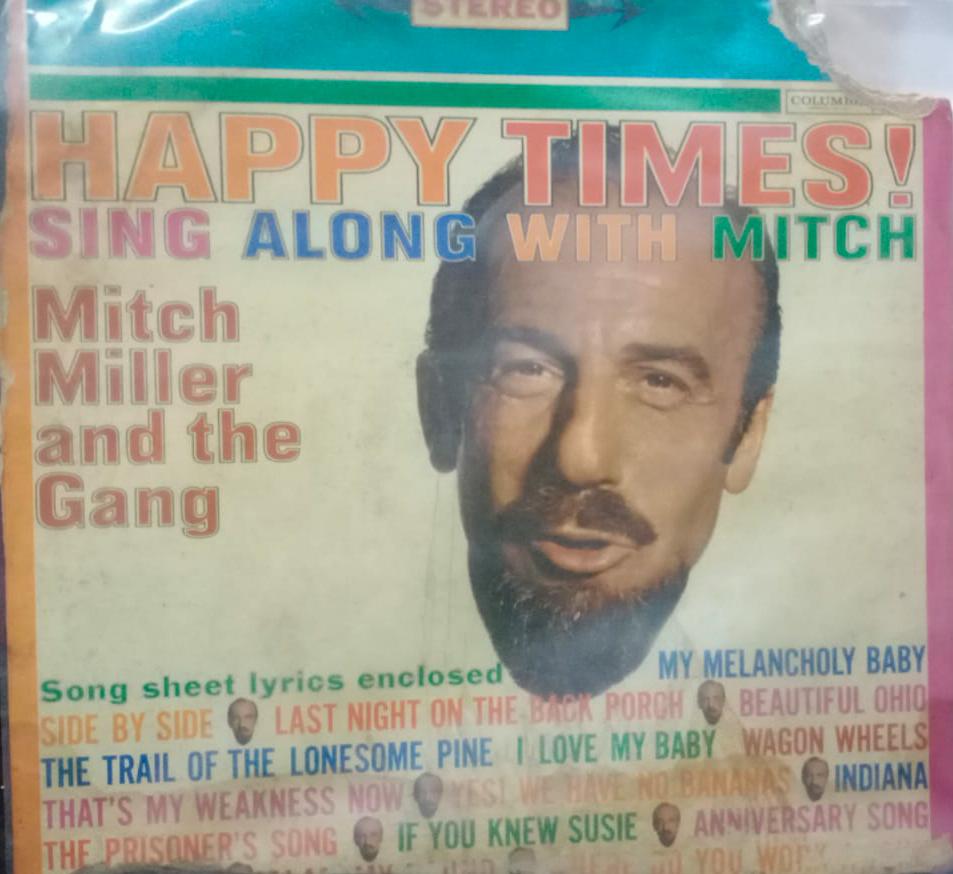 STEREO
COLUMBIA
HAPPY TIMES!
SING ALONG WITH MITCH
Mitch
Miller
and the
Gang
Song sheet lyrics enclosed
MY MELANCHOLY BABY
SIDE BY SIDE LAST NIGHT ON THE BACK PORCH BEAUTIFUL OHIO
THE TRAIL OF THE LONESOME PINE I LOVE MY BABY WAGON WHEELS
THAT'S MY WEAKNESS NOW YES! WE HAVE NO BANANAS INDIANA
THE PRISONER'S SONG IF YOU KNEW SUSIE ANNIVERSARY SONG
YOU